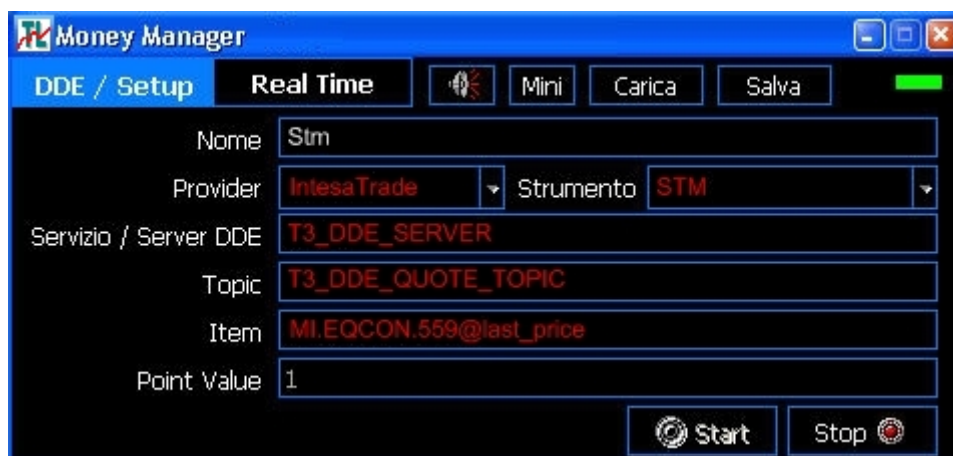 TL Money Manager
DDE / Setup Real Time Mini Carica Salva
Nome Stm
Provider IntesaTrade Strumento STM
Servizio / Server DDE T3_DDE_SERVER
Topic T3_DDE_QUOTE_TOPIC
Item MI.EQCON.559@last_price
Point Value 1
Start Stop